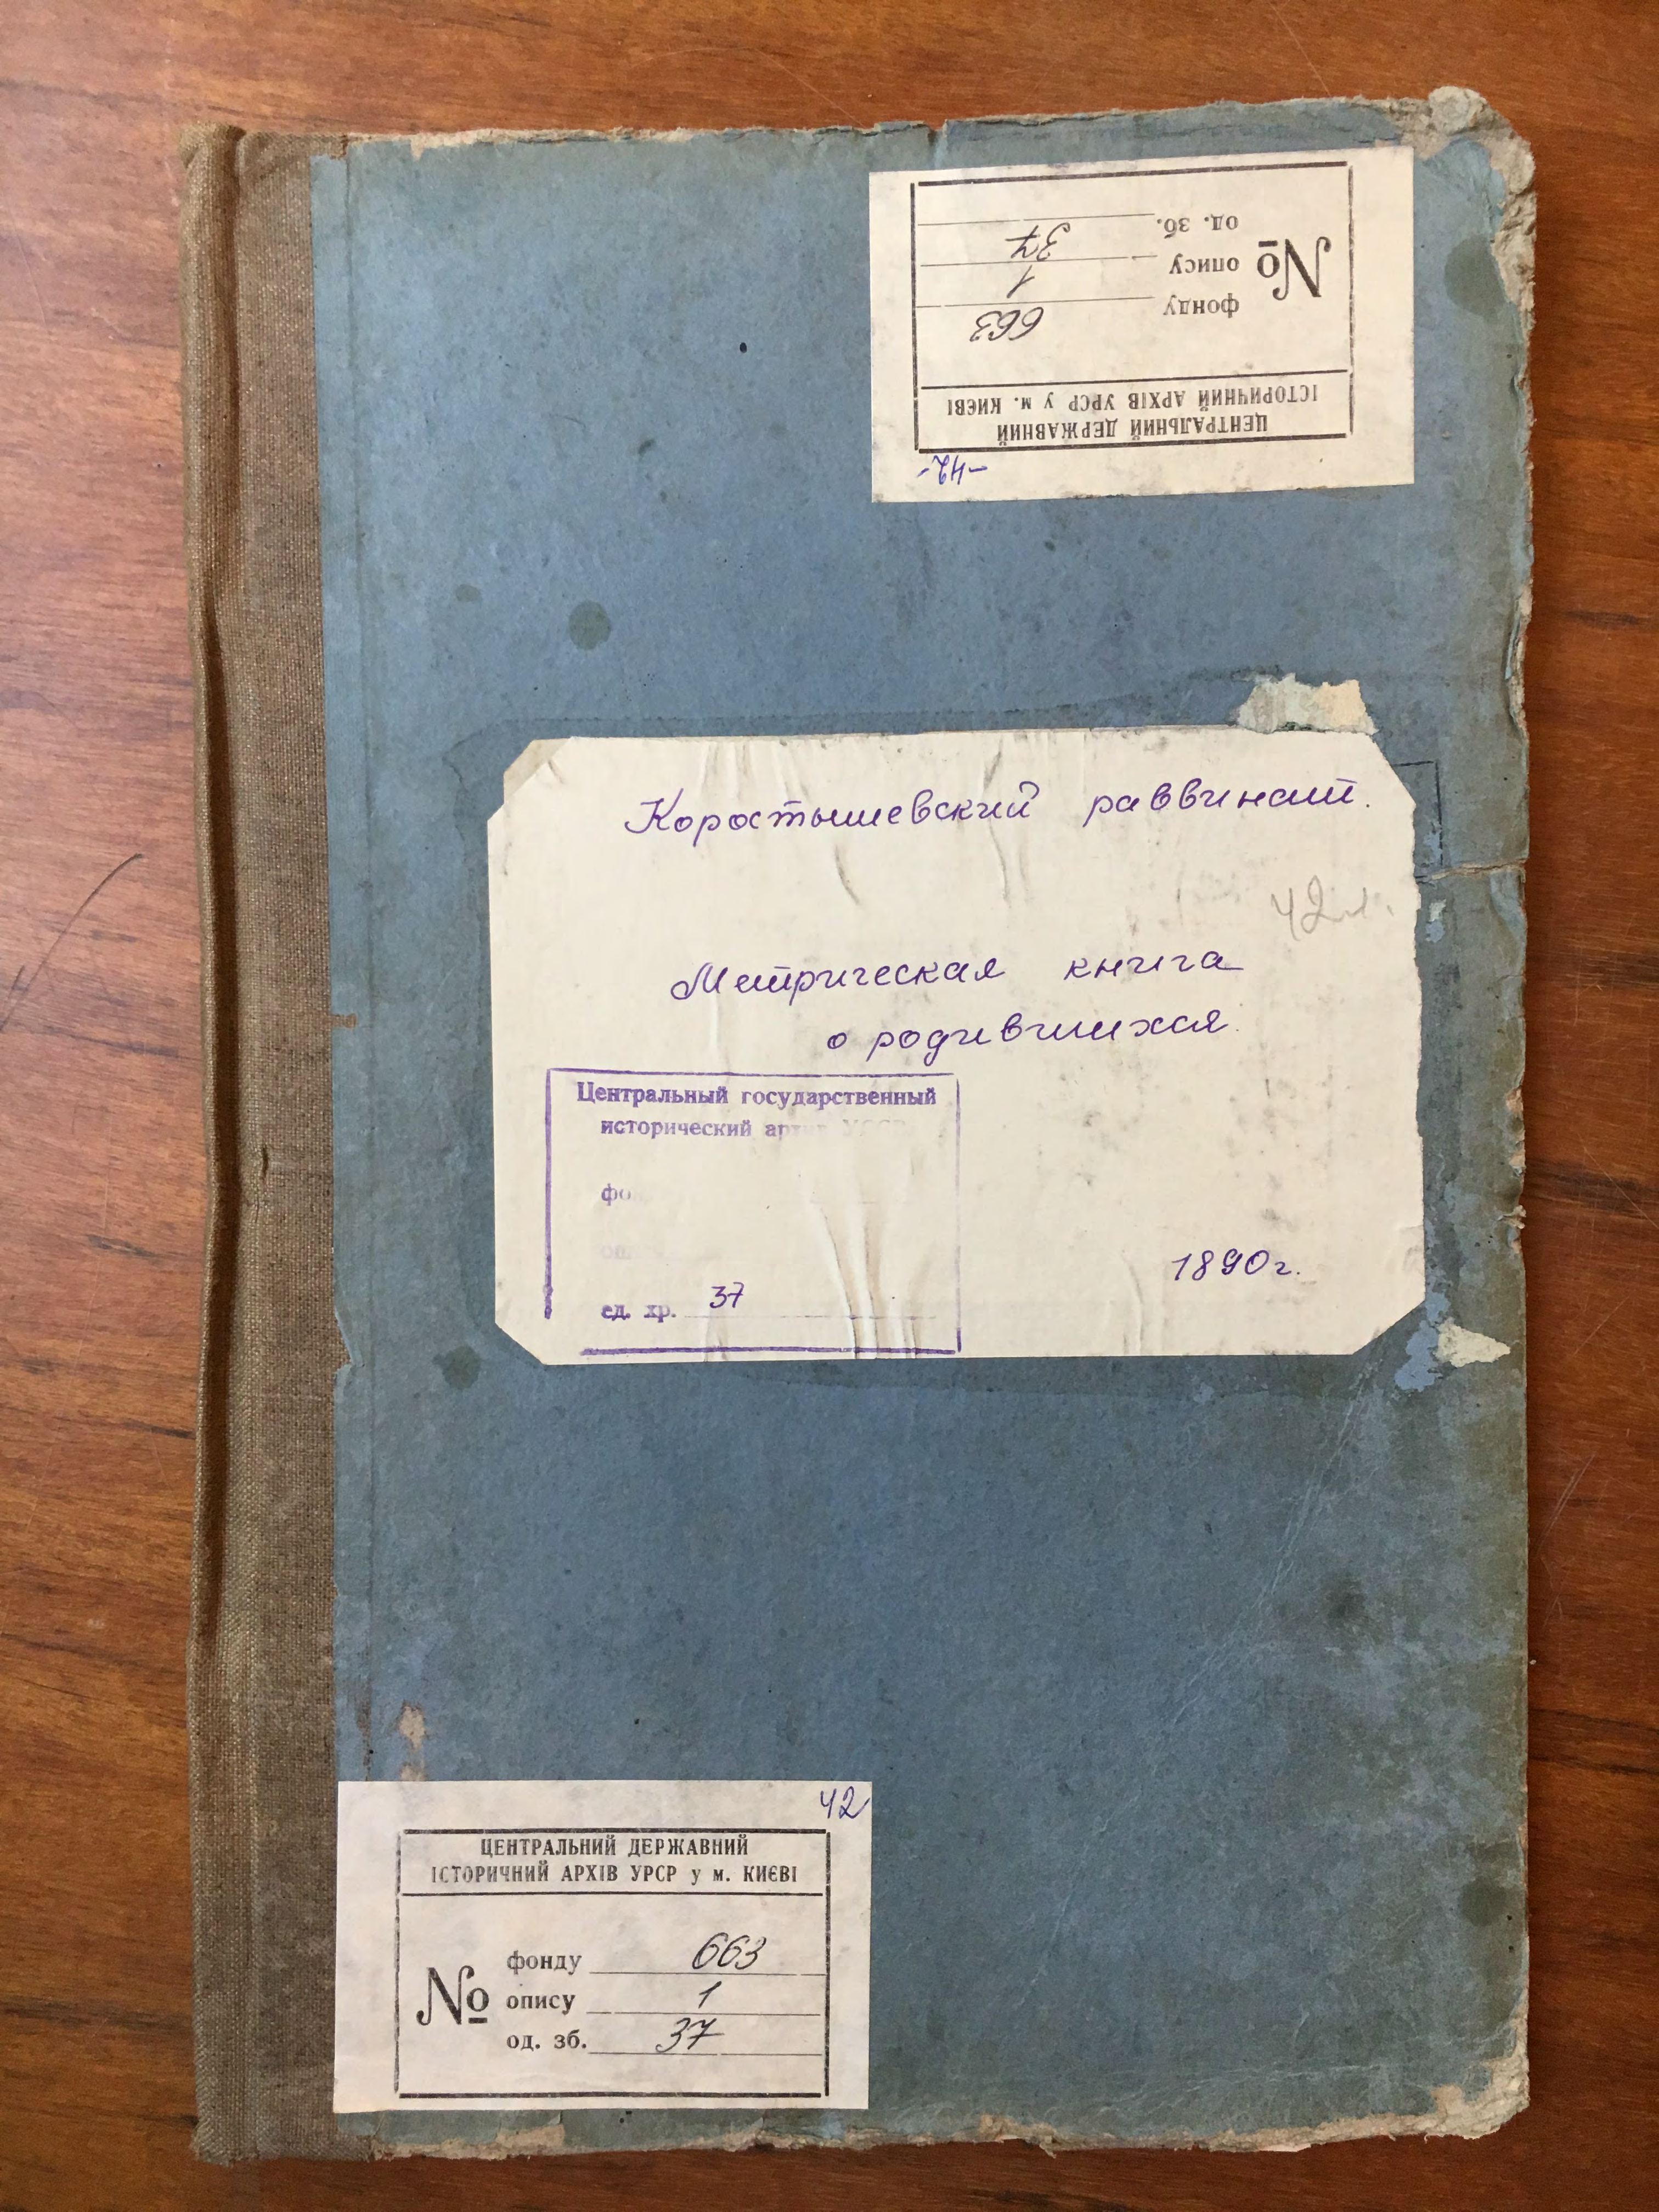 ЦЕНТРАЛЬНИЙ ДЕРЖАВНИЙ
ІСТОРИЧНИЙ АРХІВ УРСР у м. КИЄВІ
№
фонду 663
опису 1
од. зб. 37
-42-
Коростышевский раввинат.
42л.
Метрическая книга
о родившихся.
Центральный государственный
исторический
ед. хр. 37
1890г.
42
ЦЕНТРАЛЬНИЙ ДЕРЖАВНИЙ
ІСТОРИЧНИЙ АРХІВ УРСР у м. КИЄВІ
№
фонду 663
опису 1
од. зб. 37